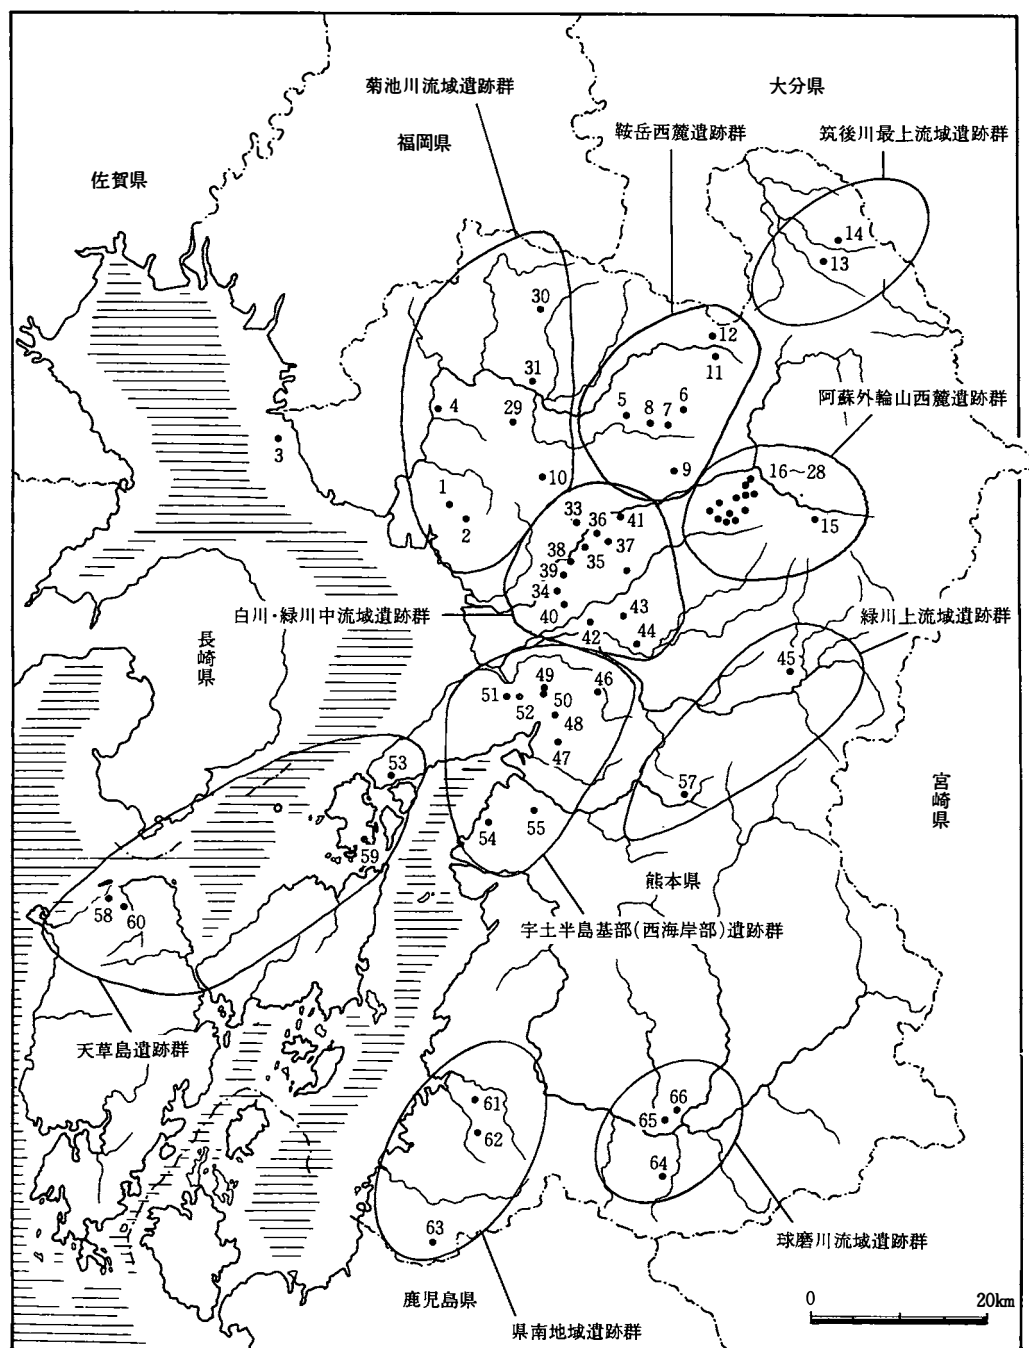 菊池川流域遺跡群
大分県
鞍岳西麓遺跡群
筑後川最上流域遺跡群
福岡県
佐賀県
14
13
30
12
31
11
阿蘇外輪山西麓遺跡群
4
29
5
8
7
6
3
10
9
16〜28
1
2
15
33
36
41
38
35
37
39
34
43
白川・緑川中流域遺跡群
40
42
44
緑川上流域遺跡群
長崎県
45
49
46
51
52
50
48
47
53
57
宮崎県
54
55
59
熊本県
58
60
宇土半島基部(西海岸部)遺跡群
天草島遺跡群
61
66
65
62
64
63
球磨川流域遺跡群
鹿児島県
0
20km
県南地域遺跡群